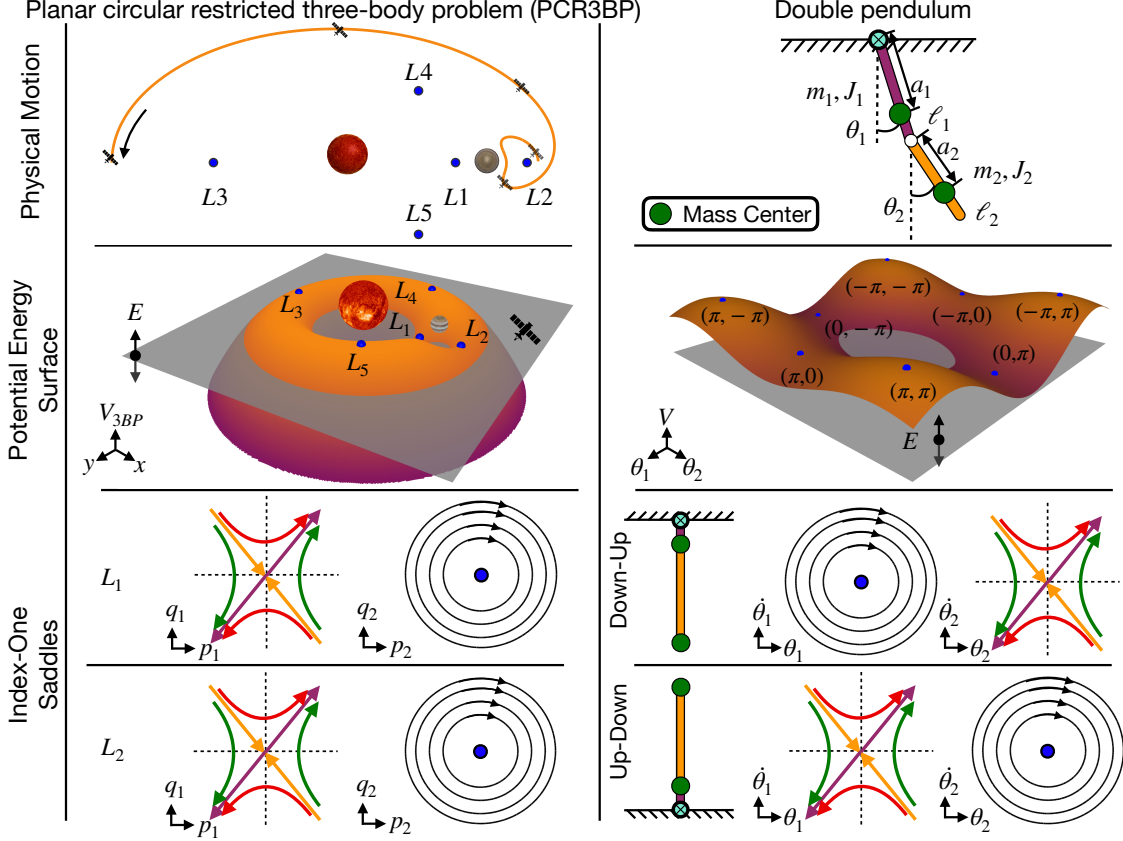 Planar circular restricted three-body problem (PCR3BP)
Double pendulum
Physical Motion
L4
L3
L1
L2
L5
m₁, J₁
a₁
θ₁
ℓ₁
a₂
m₂, J₂
θ₂
ℓ₂
Mass Center
Potential Energy
Surface
E
V₃BP
y
x
L₃
L₄
L₁
L₂
L₅
(−π, −π)
(π, −π)
(0, −π)
(−π,0)
(−π, π)
(π,0)
(0,π)
(π, π)
E
V
θ₁
θ₂
Index-One
Saddles
L₁
q₁
p₁
q₂
p₂
Down-Up
θ̇₁
θ₁
θ̇₂
θ₂
L₂
q₁
p₁
q₂
p₂
Up-Down
θ̇₁
θ₁
θ̇₂
θ₂